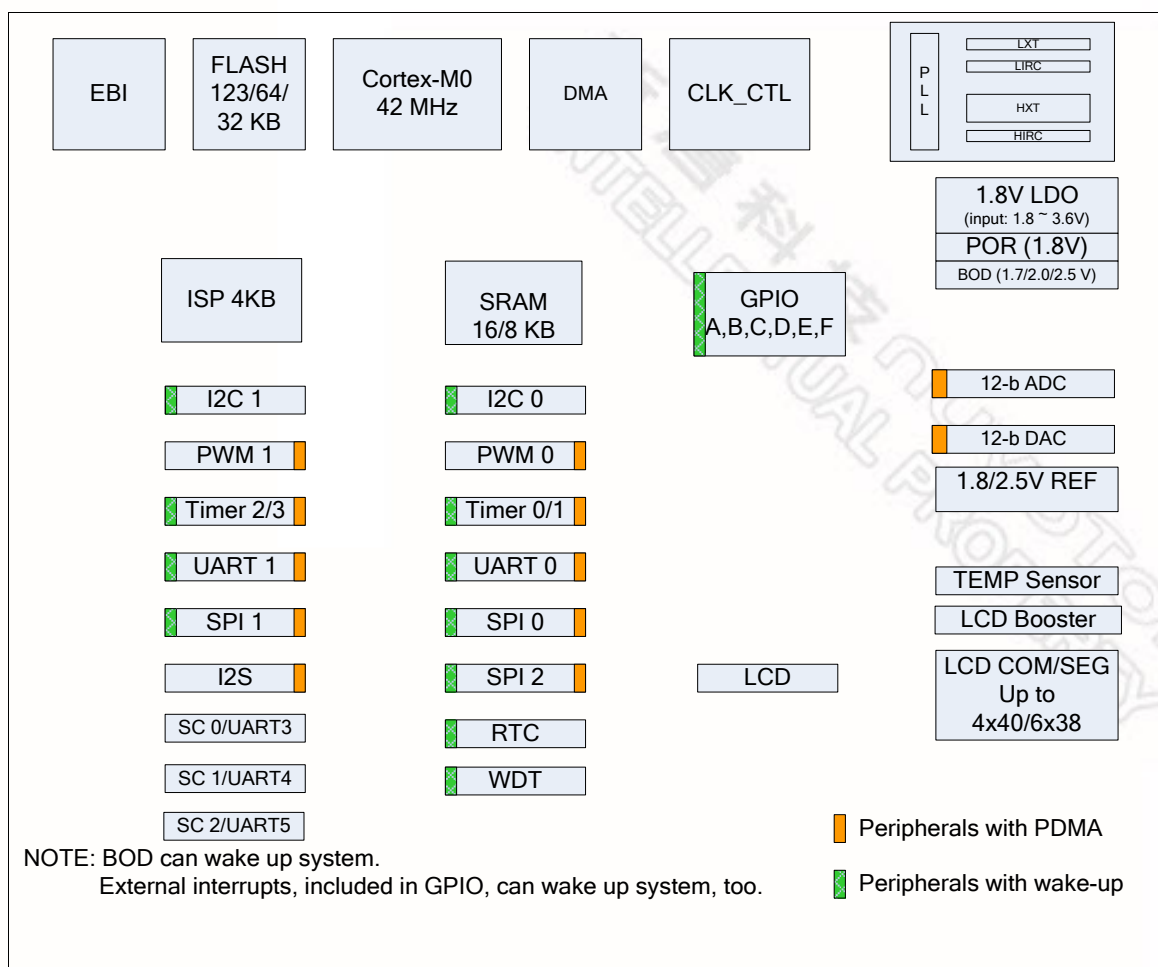 EBI
FLASH
123/64/
32 KB
Cortex-M0
42 MHz
DMA
CLK_CTL
PLL
LXT
LIRC
HXT
HIRC
1.8V LDO
(input: 1.8 ~ 3.6V)
POR (1.8V)
BOD (1.7/2.0/2.5 V)
ISP 4KB
SRAM
16/8 KB
GPIO
A,B,C,D,E,F
I2C 1
I2C 0
12-b ADC
PWM 1
PWM 0
12-b DAC
1.8/2.5V REF
Timer 2/3
Timer 0/1
UART 1
UART 0
TEMP Sensor
SPI 1
SPI 0
LCD Booster
I2S
SPI 2
LCD
LCD COM/SEG
Up to
4x40/6x38
SC 0/UART3
RTC
SC 1/UART4
WDT
SC 2/UART5
Peripherals with PDMA
NOTE: BOD can wake up system.
External interrupts, included in GPIO, can wake up system, too.
Peripherals with wake-up